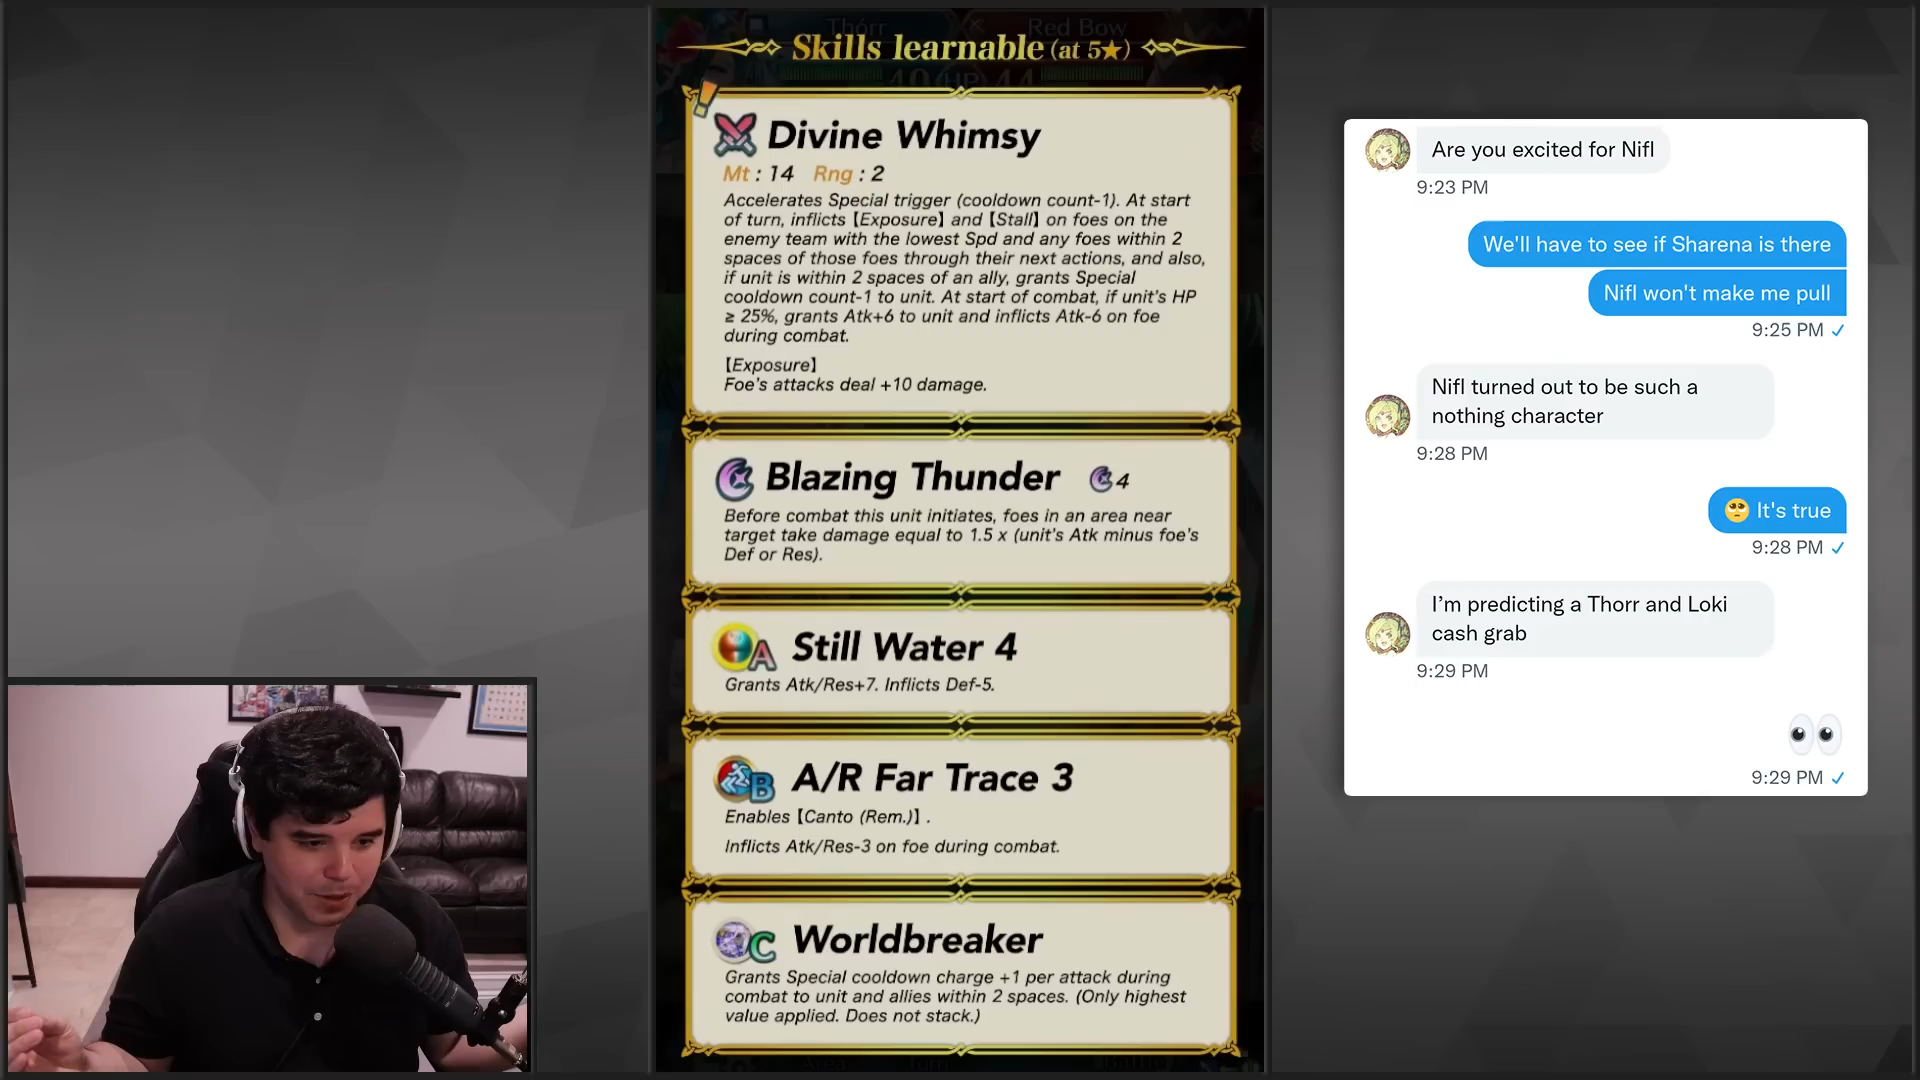 Thórr
Red Bow
Skills learnable (at 5★)
Divine Whimsy
Mt : 14 Rng : 2
Accelerates Special trigger (cooldown count-1). At start
of turn, inflicts【Exposure】and【Stall】on foes on the
enemy team with the lowest Spd and any foes within 2
spaces of those foes through their next actions, and also,
if unit is within 2 spaces of an ally, grants Special
cooldown count-1 to unit. At start of combat, if unit's HP
≥ 25%, grants Atk+6 to unit and inflicts Atk-6 on foe
during combat.
【Exposure】
Foe's attacks deal +10 damage.
Blazing Thunder 4
Before combat this unit initiates, foes in an area near
target take damage equal to 1.5 x (unit's Atk minus foe's
Def or Res).
A Still Water 4
Grants Atk/Res+7. Inflicts Def-5.
B A/R Far Trace 3
Enables【Canto (Rem.)】.
Inflicts Atk/Res-3 on foe during combat.
C Worldbreaker
Grants Special cooldown charge +1 per attack during
combat to unit and allies within 2 spaces. (Only highest
value applied. Does not stack.)
Are you excited for Nifl
9:23 PM
We'll have to see if Sharena is there
Nifl won't make me pull
9:25 PM ✓
Nifl turned out to be such a
nothing character
9:28 PM
🥺 It's true
9:28 PM ✓
I’m predicting a Thorr and Loki
cash grab
9:29 PM
👀
9:29 PM ✓